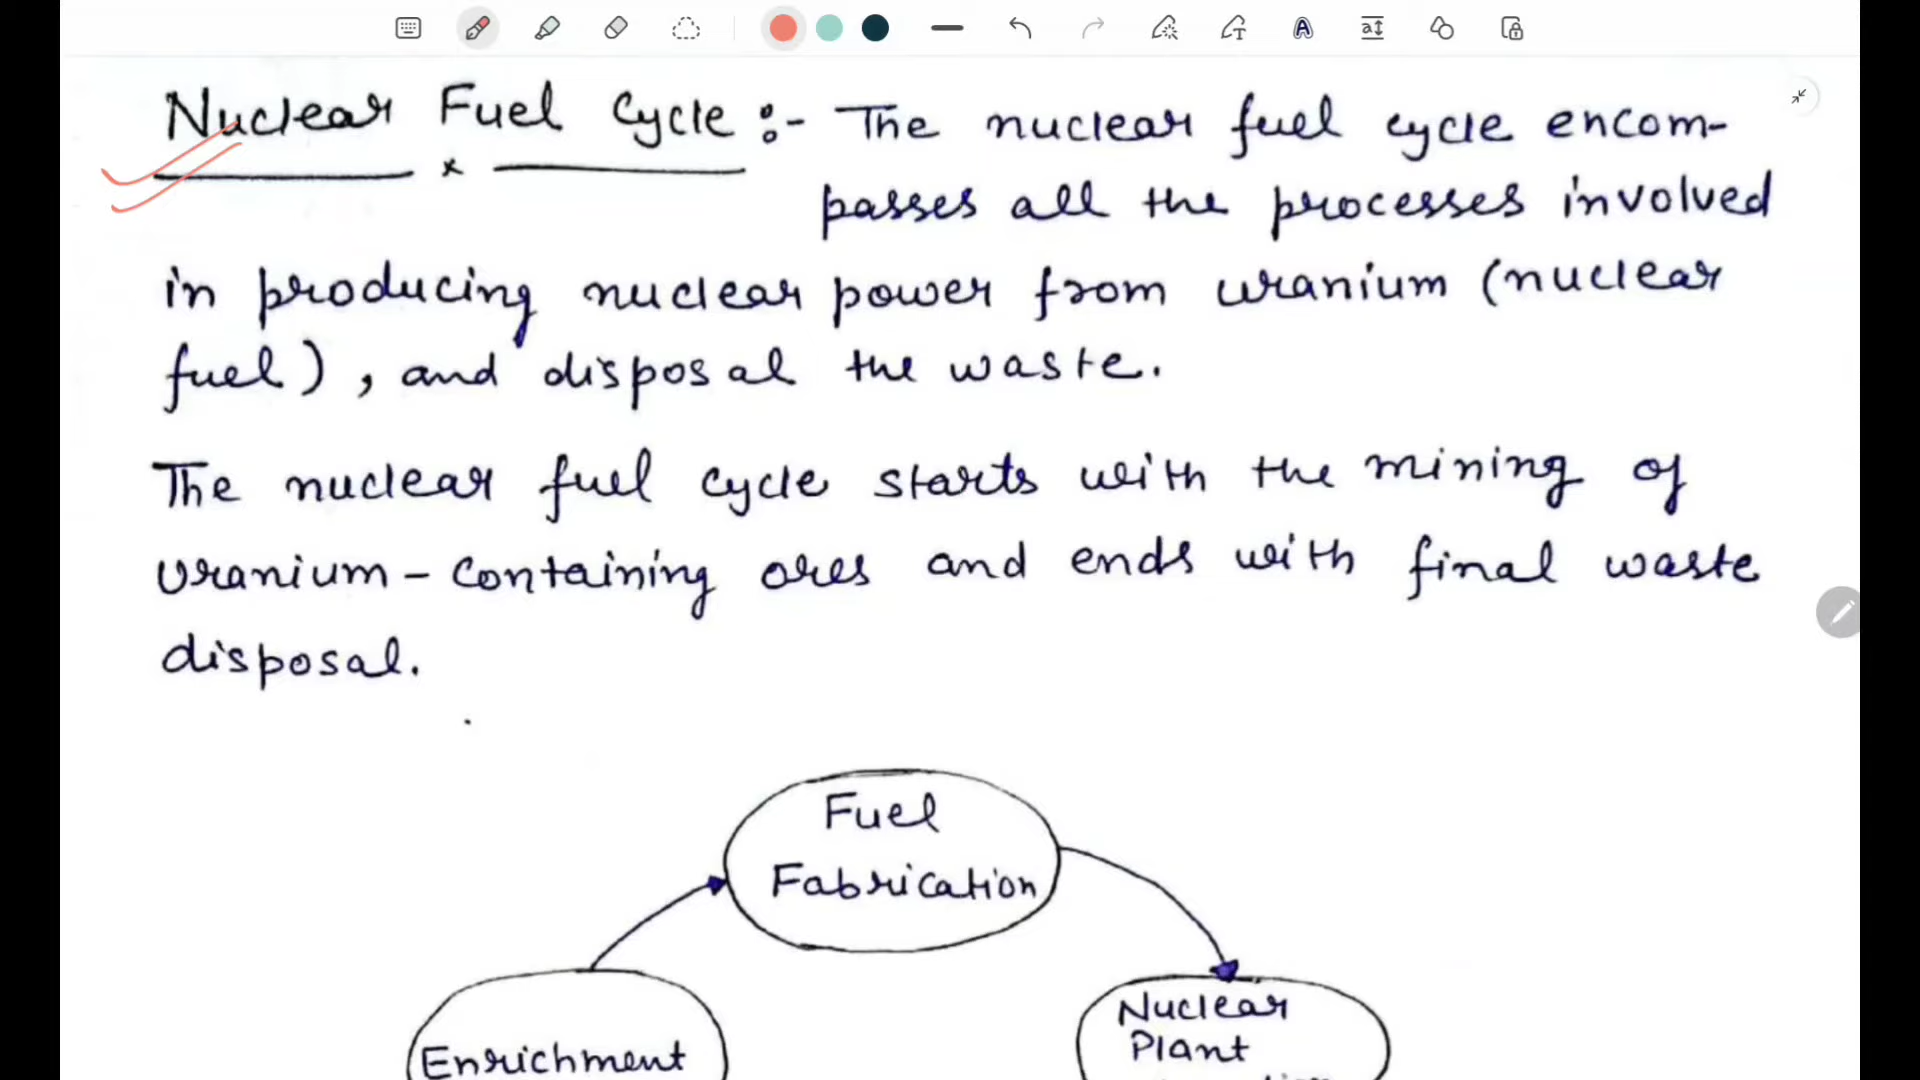 Nuclear Fuel Cycle :- The nuclear fuel cycle encom-
passes all the processes involved
in producing nuclear power from uranium (nuclear
fuel), and disposal the waste.
The nuclear fuel cycle starts with the mining of
uranium-containing ores and ends with final waste
disposal.
Fuel
Fabrication
Enrichment
Nuclear
Plant